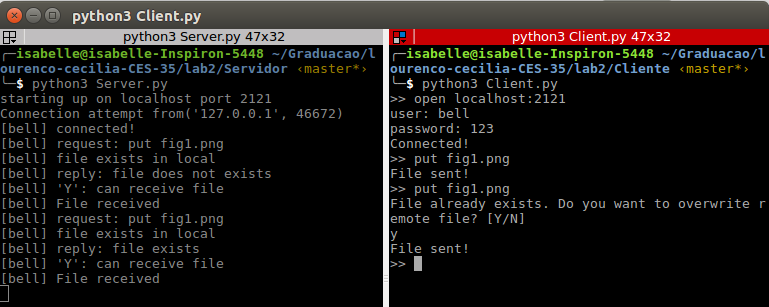 python3 Client.py
python3 Server.py 47x32
┌─isabelle@isabelle-Inspiron-5448 ~/Graduacao/l
ourenco-cecilia-CES-35/lab2/Servidor ‹master*›
└─$ python3 Server.py
starting up on localhost port 2121
Connection attempt from('127.0.0.1', 46672)
[bell] connected!
[bell] request: put fig1.png
[bell] file exists in local
[bell] reply: file does not exists
[bell] 'Y': can receive file
[bell] File received
[bell] request: put fig1.png
[bell] file exists in local
[bell] reply: file exists
[bell] 'Y': can receive file
[bell] File received
python3 Client.py 47x32
┌─isabelle@isabelle-Inspiron-5448 ~/Graduacao/l
ourenco-cecilia-CES-35/lab2/Cliente ‹master*›
└─$ python3 Client.py
>> open localhost:2121
user: bell
password: 123
Connected!
>> put fig1.png
File sent!
>> put fig1.png
File already exists. Do you want to overwrite r
emote file? [Y/N]
y
File sent!
>>